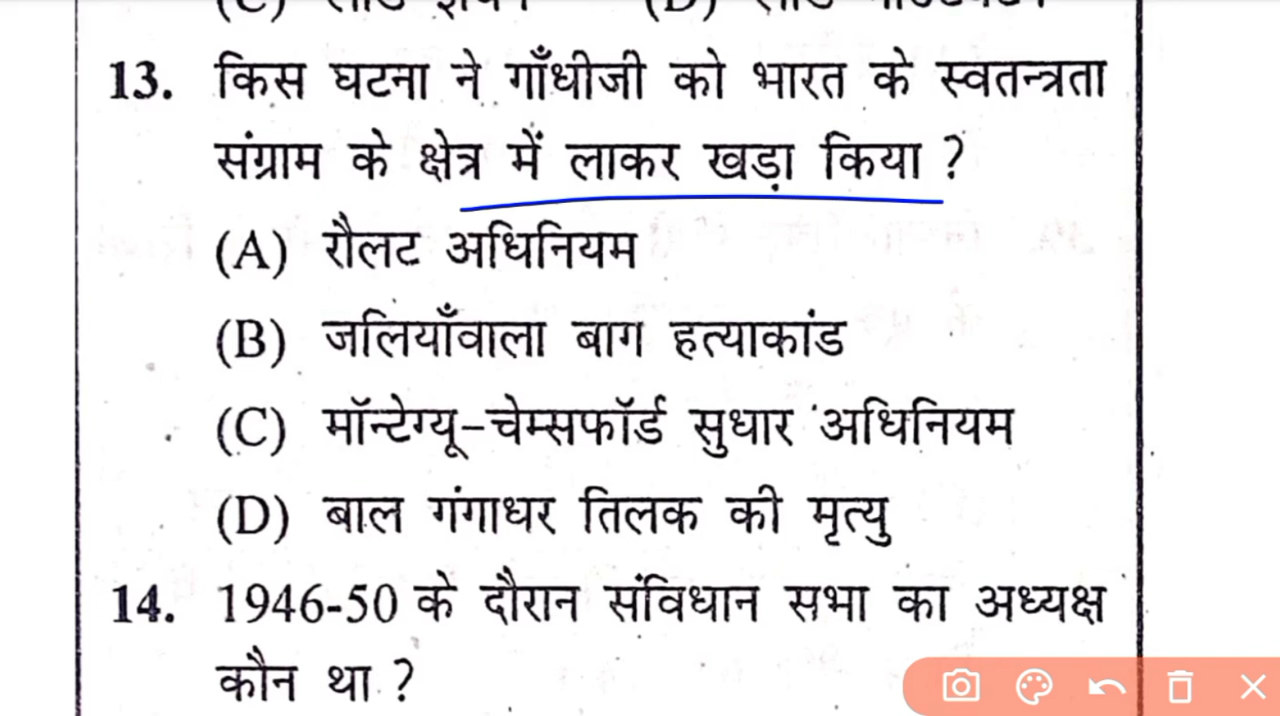 13. किस घटना ने गाँधीजी को भारत के स्वतन्त्रता
संग्राम के क्षेत्र में लाकर खड़ा किया ?
(A) रौलट अधिनियम
(B) जलियाँवाला बाग हत्याकांड
(C) मॉन्टेग्यू-चेम्सफॉर्ड सुधार अधिनियम
(D) बाल गंगाधर तिलक की मृत्यु
14. 1946-50 के दौरान संविधान सभा का अध्यक्ष
कौन था ?